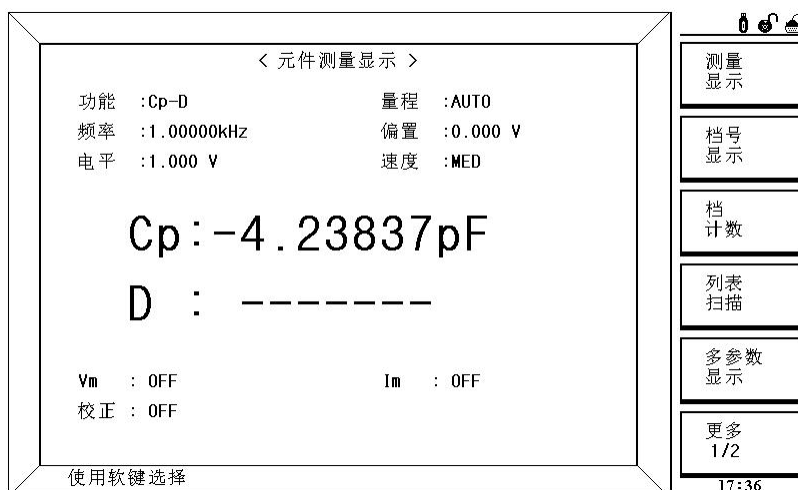 < 元件测量显示 >
功能 :Cp-D 量程 :AUTO
频率 :1.00000kHz 偏置 :0.000 V
电平 :1.000 V 速度 :MED
Cp:-4.23837pF
D : -------
Vm : OFF Im : OFF
校正 : OFF
使用软键选择
测量
显示
档号
显示
档
计数
列表
扫描
多参数
显示
更多
1/2
17:36